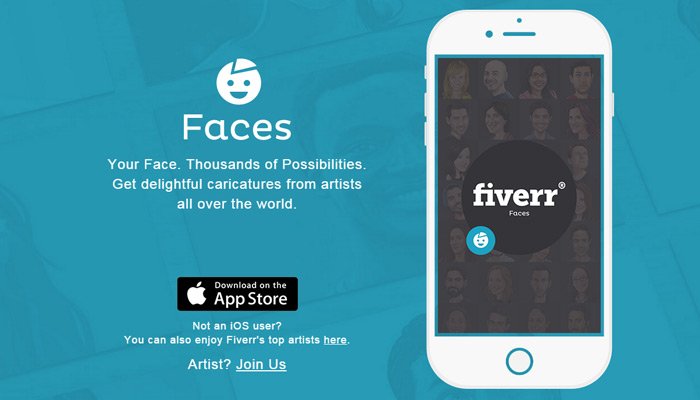 Faces
Your Face. Thousands of Possibilities.
Get delightful caricatures from artists
all over the world.
Download on the
App Store
Not an iOS user?
You can also enjoy Fiverr's top artists here.
Artist? Join Us
fiverr®
Faces